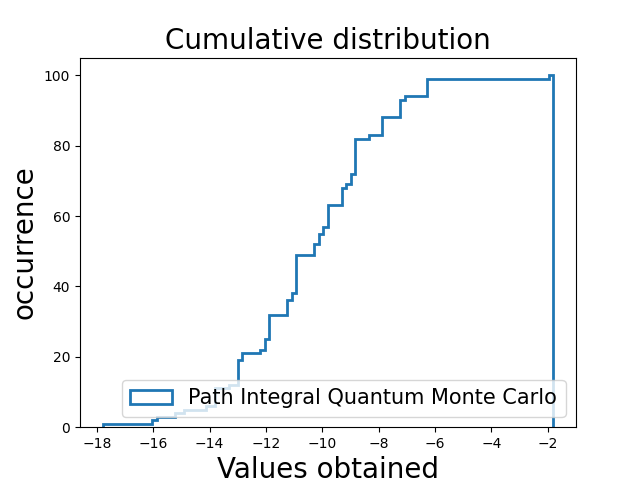 Cumulative distribution
occurrence
100
80
60
40
20
0
Path Integral Quantum Monte Carlo
−18 −16 −14 −12 −10 −8 −6 −4 −2
Values obtained